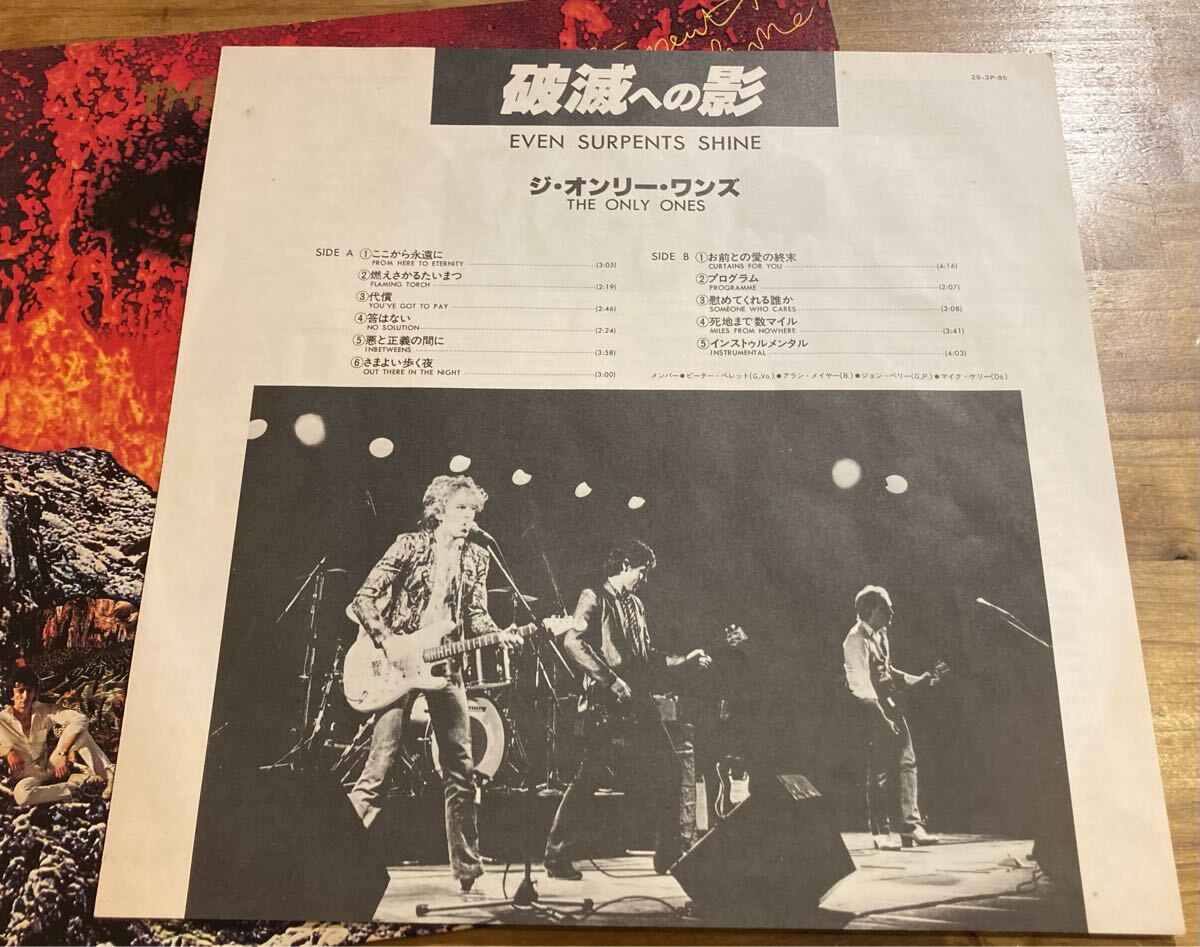 破滅への影
25-3P-95
EVEN SURPENTS SHINE
ジ・オンリー・ワンズ
THE ONLY ONES
SIDE A ①ここから永遠に
FROM HERE TO ETERNITY (3:05)
②燃えさかるたいまつ
FLAMING TORCH (2:19)
③代償
YOU'VE GOT TO PAY (2:46)
④答はない
NO SOLUTION (2:24)
⑤悪と正義の間に
INBETWEENS (3:58)
⑥さまよい歩く夜
OUT THERE IN THE NIGHT (3:00)
SIDE B ①お前との愛の終末
CURTAINS FOR YOU (4:16)
②プログラム
PROGRAMME (2:07)
③慰めてくれる誰か
SOMEONE WHO CARES (3:08)
④死地まで数マイル
MILES FROM NOWHERE (3:41)
⑤インストゥルメンタル
INSTRUMENTAL (4:03)
メンバー●ピーター・ペレット(G.,Vo.)●アラン・メイヤー(B.)●ジョン・ペリー(G.,P.)●マイク・ケリー(Ds.)